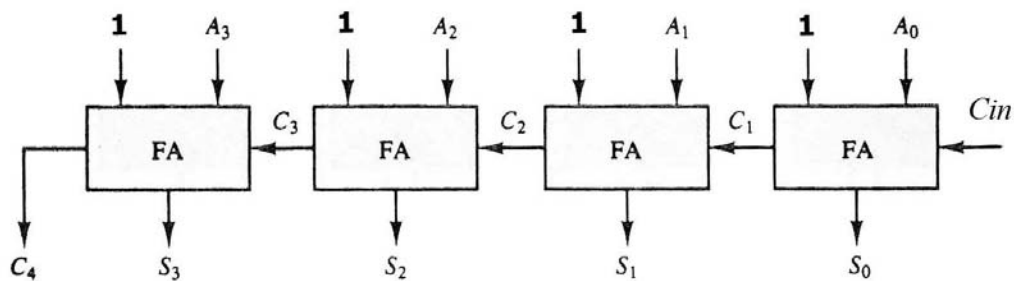 1 A₃ 1 A₂ 1 A₁ 1 A₀
FA C₃ FA C₂ FA C₁ FA Cin
C₄ S₃ S₂ S₁ S₀